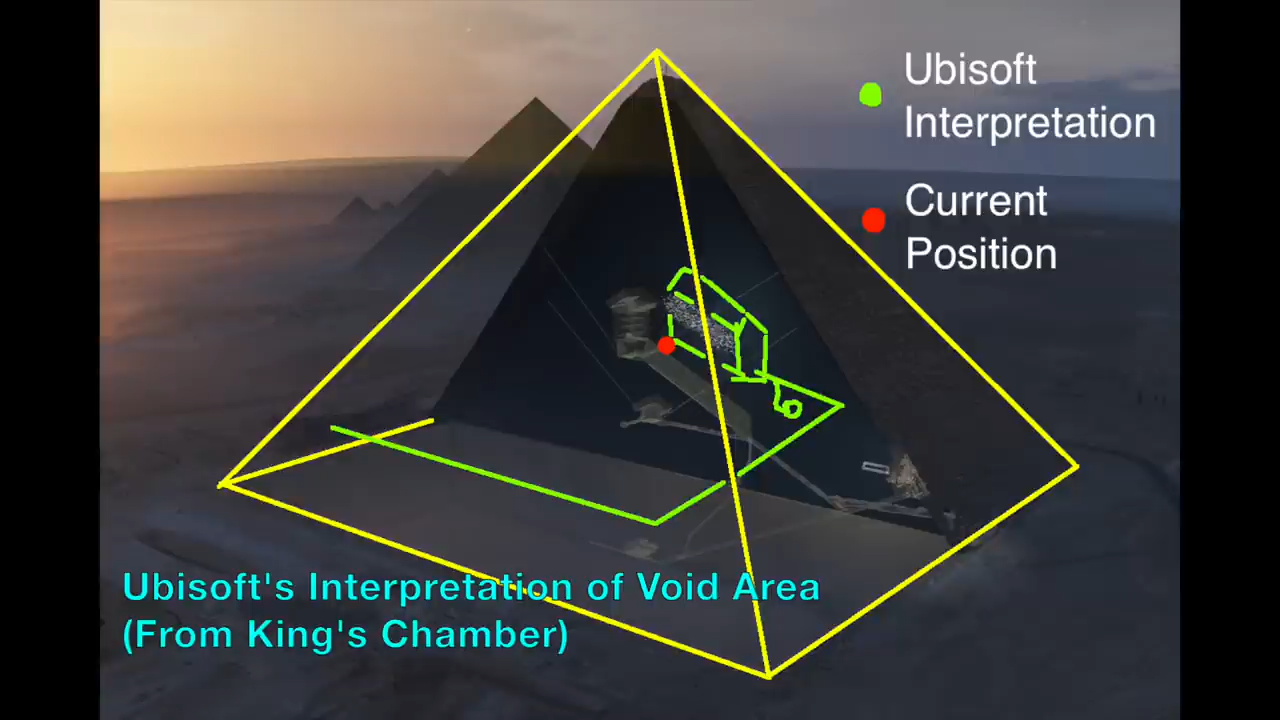 Ubisoft
Interpretation
Current
Position
Ubisoft's Interpretation of Void Area
(From King's Chamber)